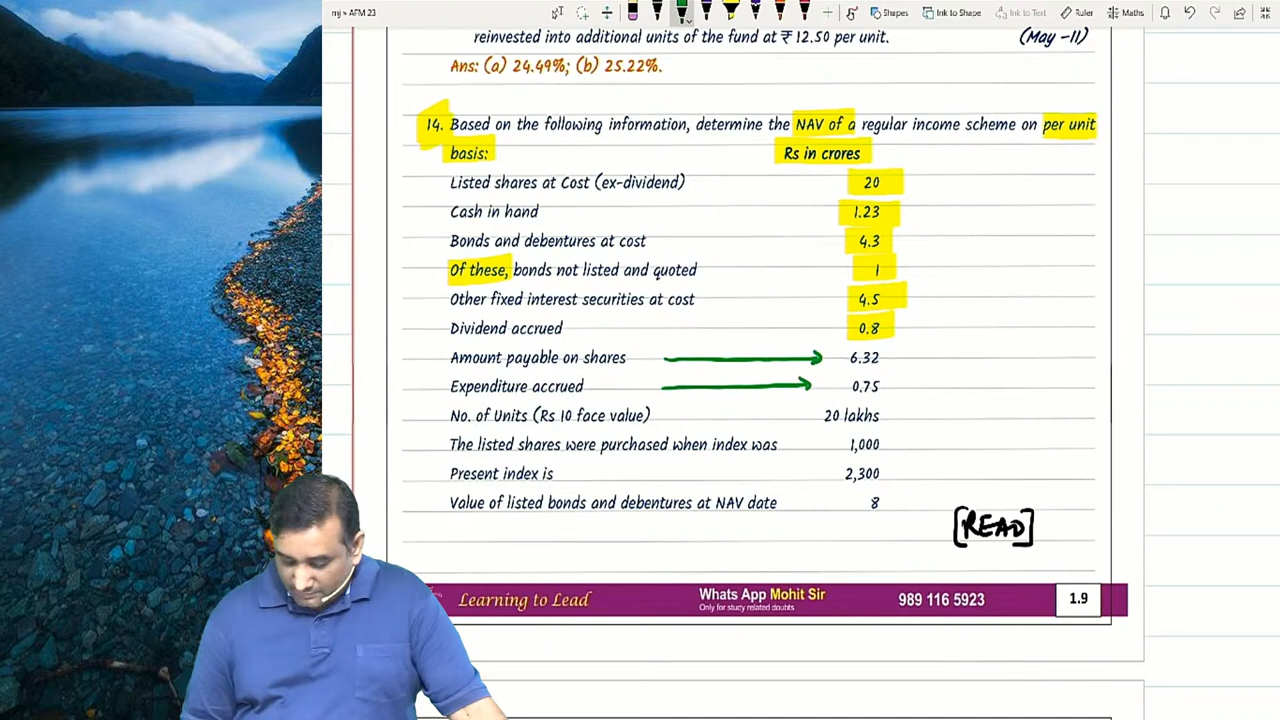 mj » AFM 23
Shapes
Ink to Shape
Ink to Text
Ruler
Maths
reinvested into additional units of the fund at ₹ 12.50 per unit. (May -11)
Ans: (a) 24.49%; (b) 25.22%.
14. Based on the following information, determine the NAV of a regular income scheme on per unit
basis: Rs in crores
Listed shares at Cost (ex-dividend) 20
Cash in hand 1.23
Bonds and debentures at cost 4.3
Of these, bonds not listed and quoted 1
Other fixed interest securities at cost 4.5
Dividend accrued 0.8
Amount payable on shares 6.32
Expenditure accrued 0.75
No. of Units (Rs 10 face value) 20 lakhs
The listed shares were purchased when index was 1,000
Present index is 2,300
Value of listed bonds and debentures at NAV date 8
[READ]
Learning to Lead
Whats App Mohit Sir
Only for stucy related doubts
989 116 5923
1.9